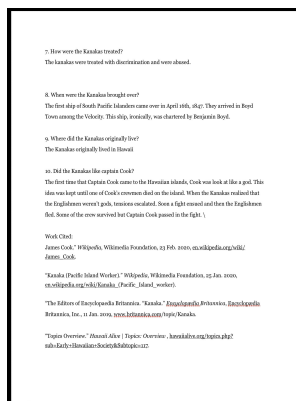 7. How were the Kanakas treated?
The kanakas were treated with discrimination and were abused.
8. When were the Kanakas brought over?
The first ship of South Pacific Islanders came over in April 16th, 1847. They arrived in Boyd
Town among the Velocity. This ship, ironically, was chartered by Benjamin Boyd.
9. Where did the Kanakas originally live?
The Kanakas originally lived in Hawaii
10. Did the Kanakas like captain Cook?
The first time that Captain Cook came to the Hawaiian islands, Cook was look at like a god. This
idea was kept until one of Cook's crewmen died on the island. When the Kanakas realized that
the Englishmen weren't gods, tensions escalated. Soon a fight ensued and then the Englishmen
fled. Some of the crew survived but Captain Cook passed in the fight. \
Work Cited:
James Cook." Wikipedia, Wikimedia Foundation, 23 Feb. 2020, en.wikipedia.org/wiki/
James_Cook.
"Kanaka (Pacific Island Worker)." Wikipedia, Wikimedia Foundation, 25 Jan. 2020,
en.wikipedia.org/wiki/Kanaka_(Pacific_Island_worker).
"The Editors of Encyclopaedia Britannica. "Kanaka." Encyclopædia Britannica, Encyclopædia
Britannica, Inc., 11 Jan. 2019, www.britannica.com/topic/Kanaka.
"Topics Overview." Hawaii Alive | Topics: Overview , hawaiialive.org/topics.php?
sub=Early+Hawaiian+Society&Subtopic=117.